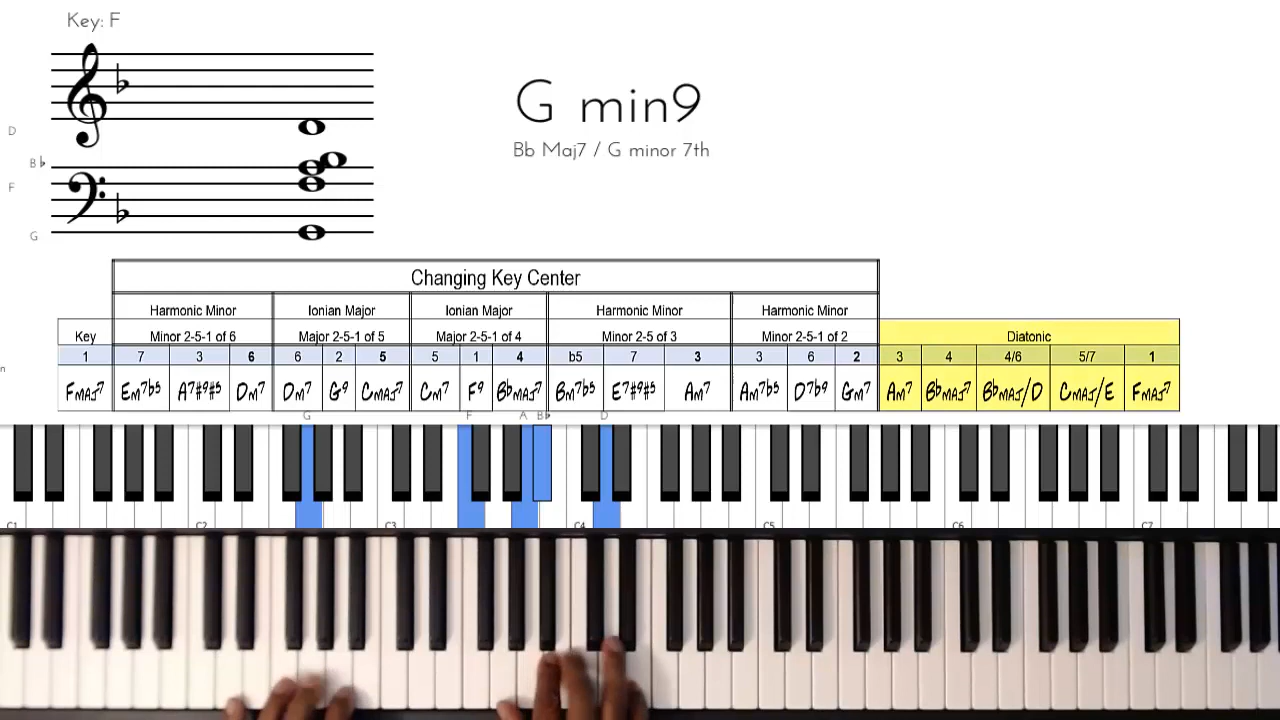 Key: F
G min9
Bb Maj7 / G minor 7th
D
B♭
F
G
Changing Key Center
Harmonic Minor Ionian Major Ionian Major Harmonic Minor Harmonic Minor
Key Minor 2-5-1 of 6 Major 2-5-1 of 5 Major 2-5-1 of 4 Minor 2-5 of 3 Minor 2-5-1 of 2 Diatonic
1 7 3 6 6 2 5 5 1 4 b5 7 3 3 6 2 3 4 4/6 5/7 1
n
Fmaj7 Em7b5 A7#9#5 Dm7 Dm7 G9 Cmaj7 Cm7 F9 Bbmaj7 Bm7b5 E7#9#5 Am7 Am7b5 D7b9 Gm7 Am7 Bbmaj7 Bbmaj/D Cmaj/E Fmaj7
G F A B♭ D
C1 C2 C3 C4 C5 C6 C7